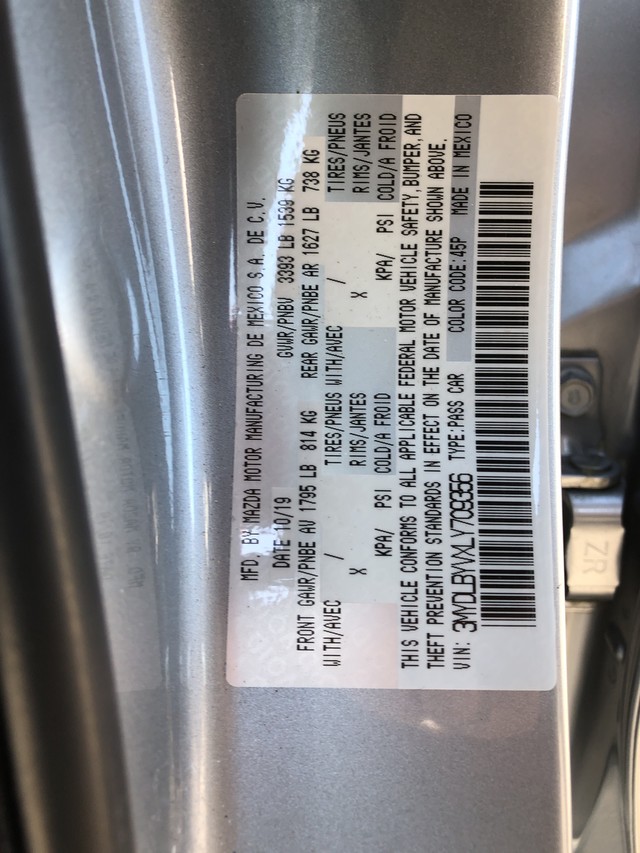 MFD. BY MAZDA MOTOR MANUFACTURING DE MEXICO S.A. DE C.V.
DATE 10/19 GVWR/PNBV 3393 LB 1539 KG
FRONT GAWR/PNBE AV 1795 LB 814 KG REAR GAWR/PNBE AR 1627 LB 738 KG
WITH/AVEC / TIRES/PNEUS WITH/AVEC / TIRES/PNEUS
X RIMS/JANTES X RIMS/JANTES
KPA/ PSI COLD/A FROID KPA/ PSI COLD/A FROID
THIS VEHICLE CONFORMS TO ALL APPLICABLE FEDERAL MOTOR VEHICLE SAFETY, BUMPER, AND
THEFT PREVENTION STANDARDS IN EFFECT ON THE DATE OF MANUFACTURE SHOWN ABOVE.
VIN: 3MYDLBYVXLY709356 TYPE:PASS CAR COLOR CODE:45P MADE IN MEXICO
ZR